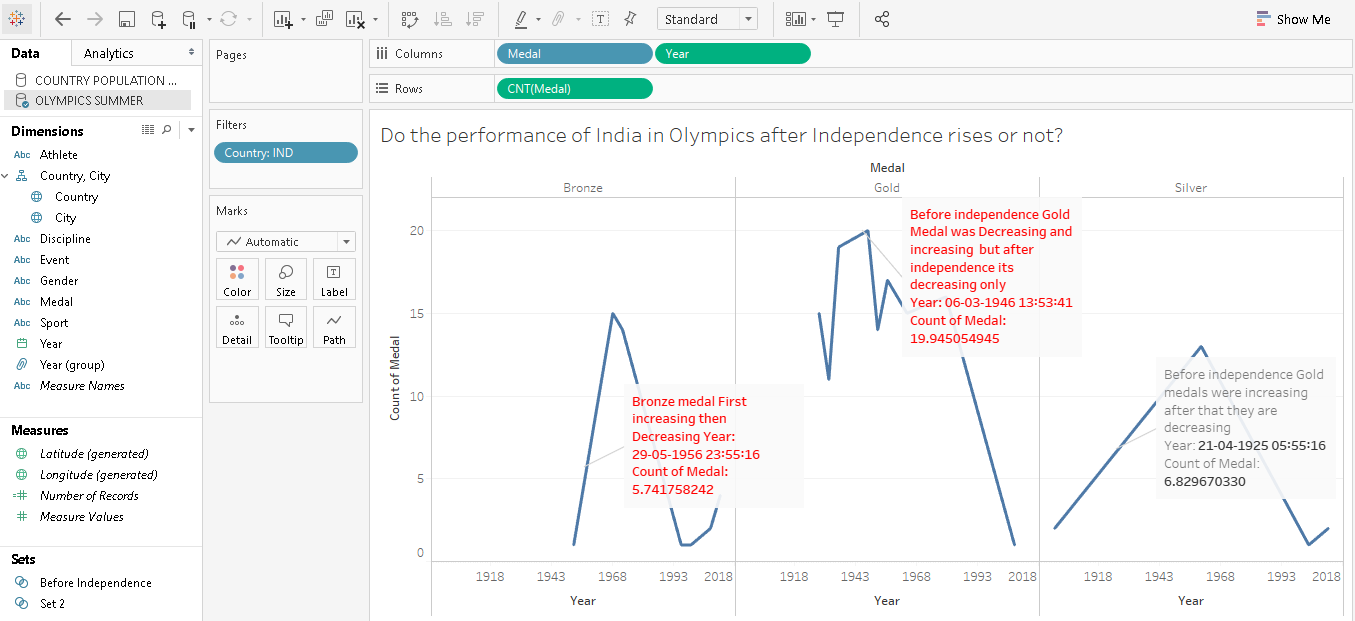 Standard
Show Me
Data
Analytics
COUNTRY POPULATION ...
OLYMPICS SUMMER
Dimensions
Abc Athlete
Country, City
Country
City
Abc Discipline
Abc Event
Abc Gender
Abc Medal
Abc Sport
Year
Year (group)
Abc Measure Names
Measures
Latitude (generated)
Longitude (generated)
=# Number of Records
# Measure Values
Sets
Before Independence
Set 2
Pages
Filters
Country: IND
Marks
Automatic
Color
Size
T
Label
Detail
Tooltip
Path
Columns
Medal
Year
Rows
CNT(Medal)
Do the performance of India in Olympics after Independence rises or not?
Medal
Bronze
Gold
Silver
Count of Medal
20
15
10
5
0
Before independence Gold
Medal was Decreasing and
increasing but after
independence its
decreasing only
Year: 06-03-1946 13:53:41
Count of Medal:
19.945054945
Bronze medal First
increasing then
Decreasing Year:
29-05-1956 23:55:16
Count of Medal:
5.741758242
Before independence Gold
medals were increasing
after that they are
decreasing
Year: 21-04-1925 05:55:16
Count of Medal:
6.829670330
1918 1943 1968 1993 2018
1918 1943 1968 1993 2018
1918 1943 1968 1993 2018
Year
Year
Year